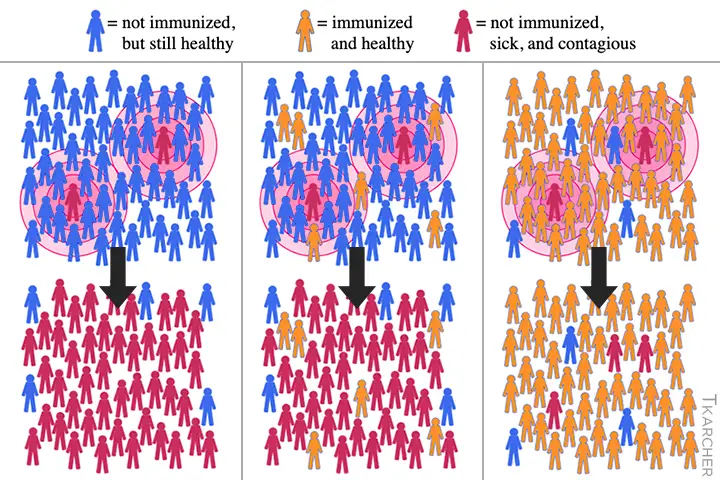 = not immunized,
but still healthy
= immunized
and healthy
= not immunized,
sick, and contagious
TKARCHER